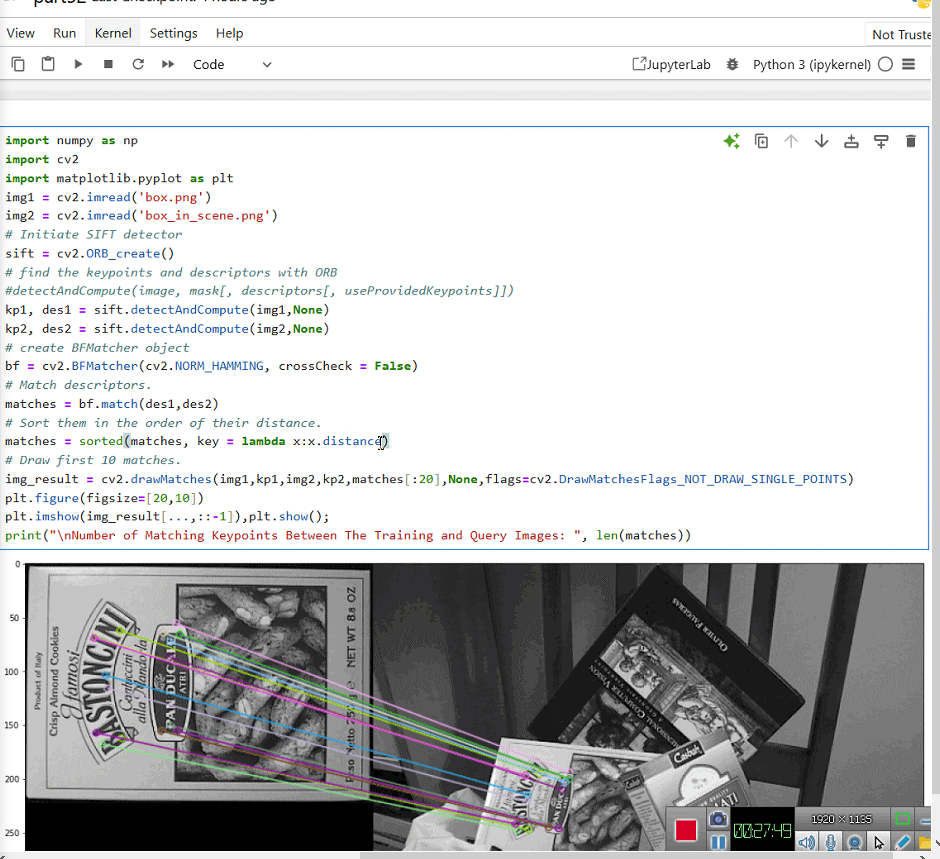 View Run Kernel Settings Help
Not Truste
Code
JupyterLab Python 3 (ipykernel)
import numpy as np
import cv2
import matplotlib.pyplot as plt
img1 = cv2.imread('box.png')
img2 = cv2.imread('box_in_scene.png')
# Initiate SIFT detector
sift = cv2.ORB_create()
# find the keypoints and descriptors with ORB
#detectAndCompute(image, mask[, descriptors[, useProvidedKeypoints]])
kp1, des1 = sift.detectAndCompute(img1,None)
kp2, des2 = sift.detectAndCompute(img2,None)
# create BFMatcher object
bf = cv2.BFMatcher(cv2.NORM_HAMMING, crossCheck = False)
# Match descriptors.
matches = bf.match(des1,des2)
# Sort them in the order of their distance.
matches = sorted(matches, key = lambda x:x.distance)
# Draw first 10 matches.
img_result = cv2.drawMatches(img1,kp1,img2,kp2,matches[:20],None,flags=cv2.DrawMatchesFlags_NOT_DRAW_SINGLE_POINTS)
plt.figure(figsize=[20,10])
plt.imshow(img_result[...,::-1]),plt.show();
print("\nNumber of Matching Keypoints Between The Training and Query Images: ", len(matches))
0
50
100
150
200
250
Product of Italy
Crisp Almond Cookies
Famosi
BASTONCINI
Cantuccini
alla Mandorla
PAN DUCALE
ATRI
NET WT 8.8 OZ
OLIVIER FAUGERAS
BASTONCINI
PAN DUCA
Casbah
00:27:49
1920 × 1135